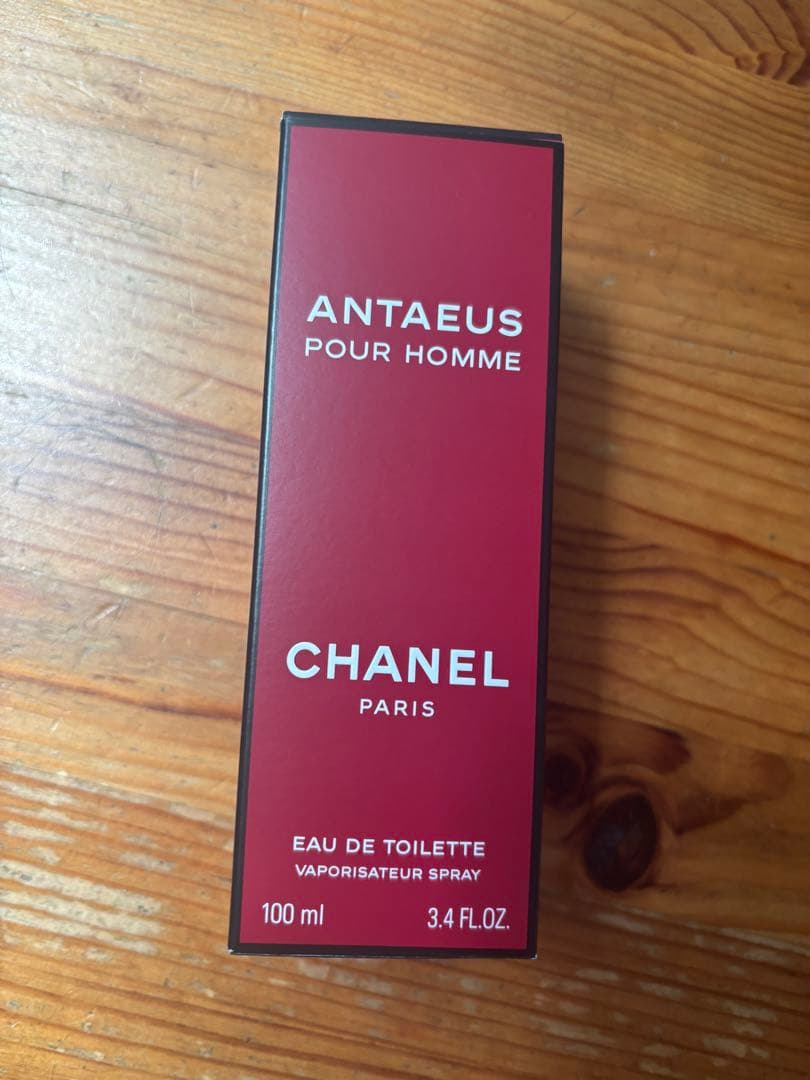 ANTAEUS
POUR HOMME
CHANEL
PARIS
EAU DE TOILETTE
VAPORISATEUR SPRAY
100 ml 3.4 FL.OZ.